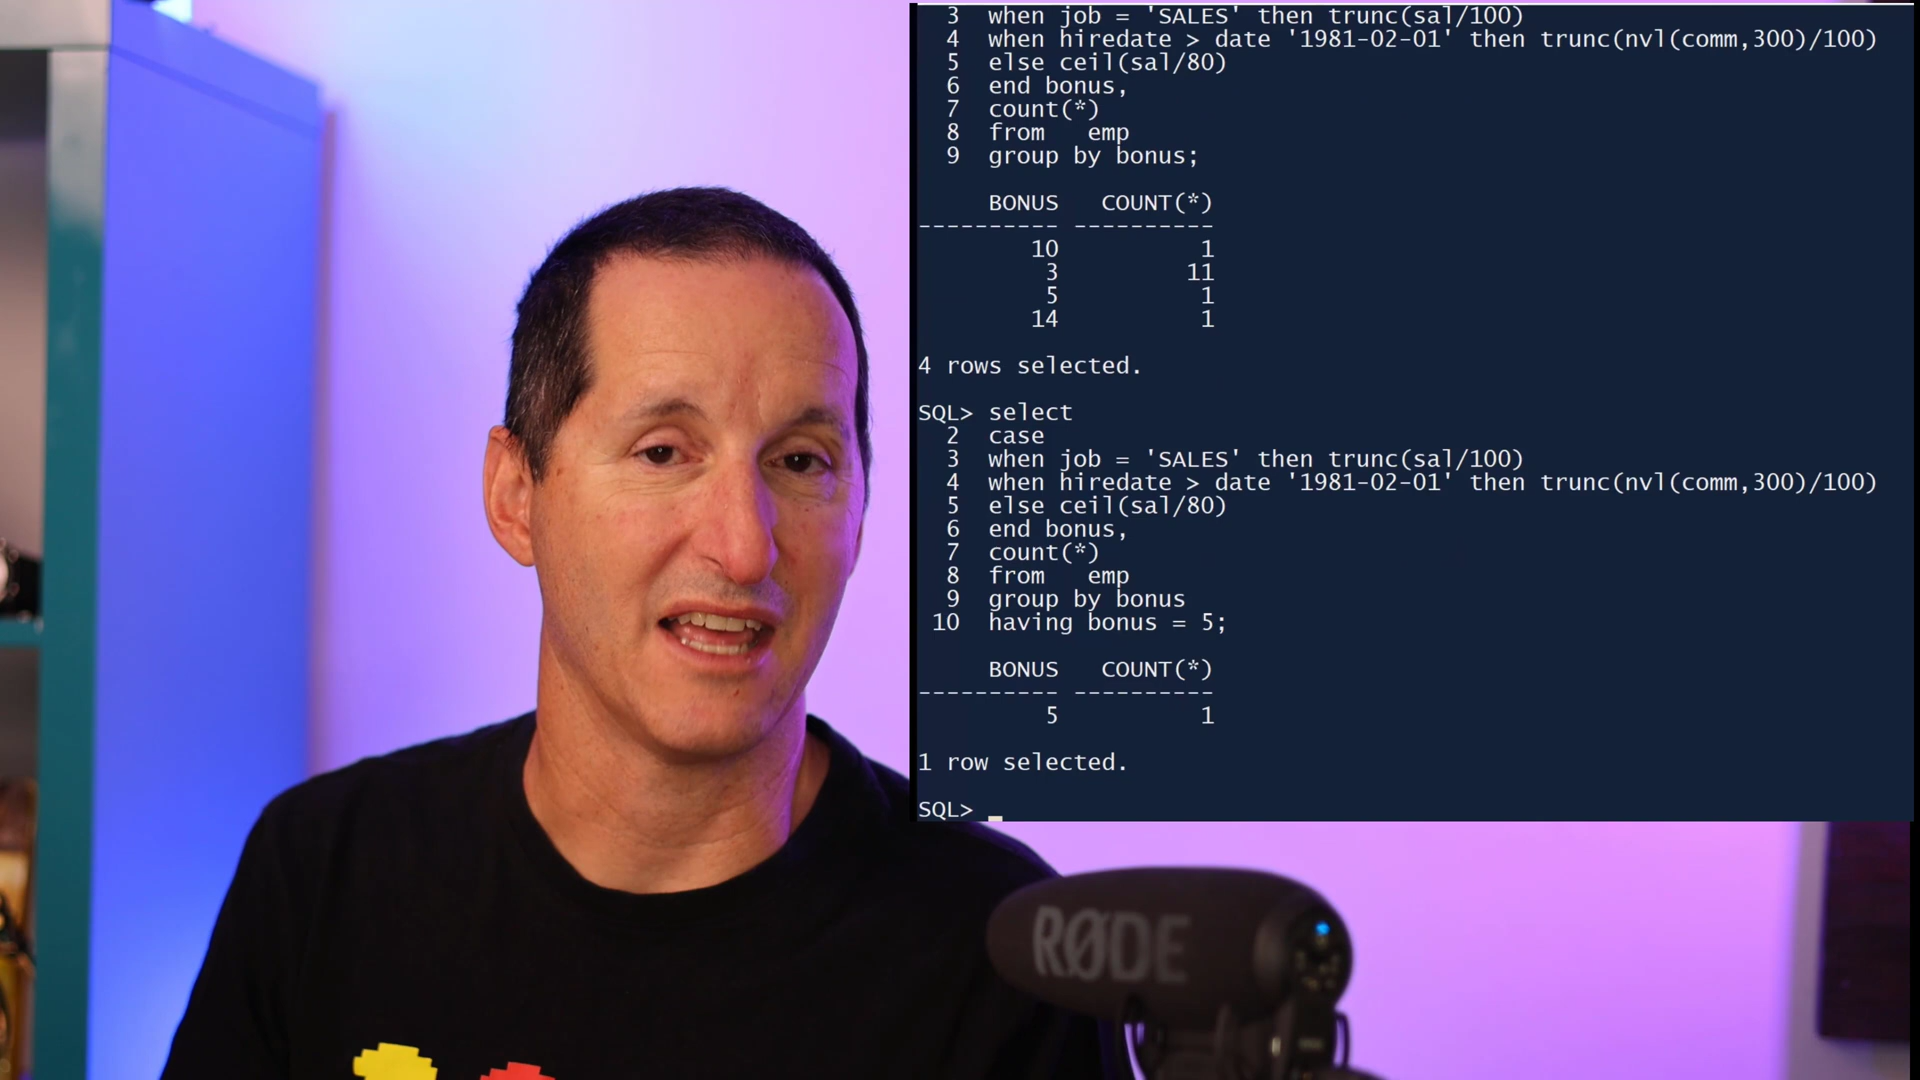 3 when job = 'SALES' then trunc(sal/100)
4 when hiredate > date '1981-02-01' then trunc(nvl(comm,300)/100)
5 else ceil(sal/80)
6 end bonus,
7 count(*)
8 from emp
9 group by bonus;
BONUS COUNT(*)
---------- ----------
10 1
3 11
5 1
14 1
4 rows selected.
SQL> select
2 case
3 when job = 'SALES' then trunc(sal/100)
4 when hiredate > date '1981-02-01' then trunc(nvl(comm,300)/100)
5 else ceil(sal/80)
6 end bonus,
7 count(*)
8 from emp
9 group by bonus
10 having bonus = 5;
BONUS COUNT(*)
---------- ----------
5 1
1 row selected.
SQL>
RØDE